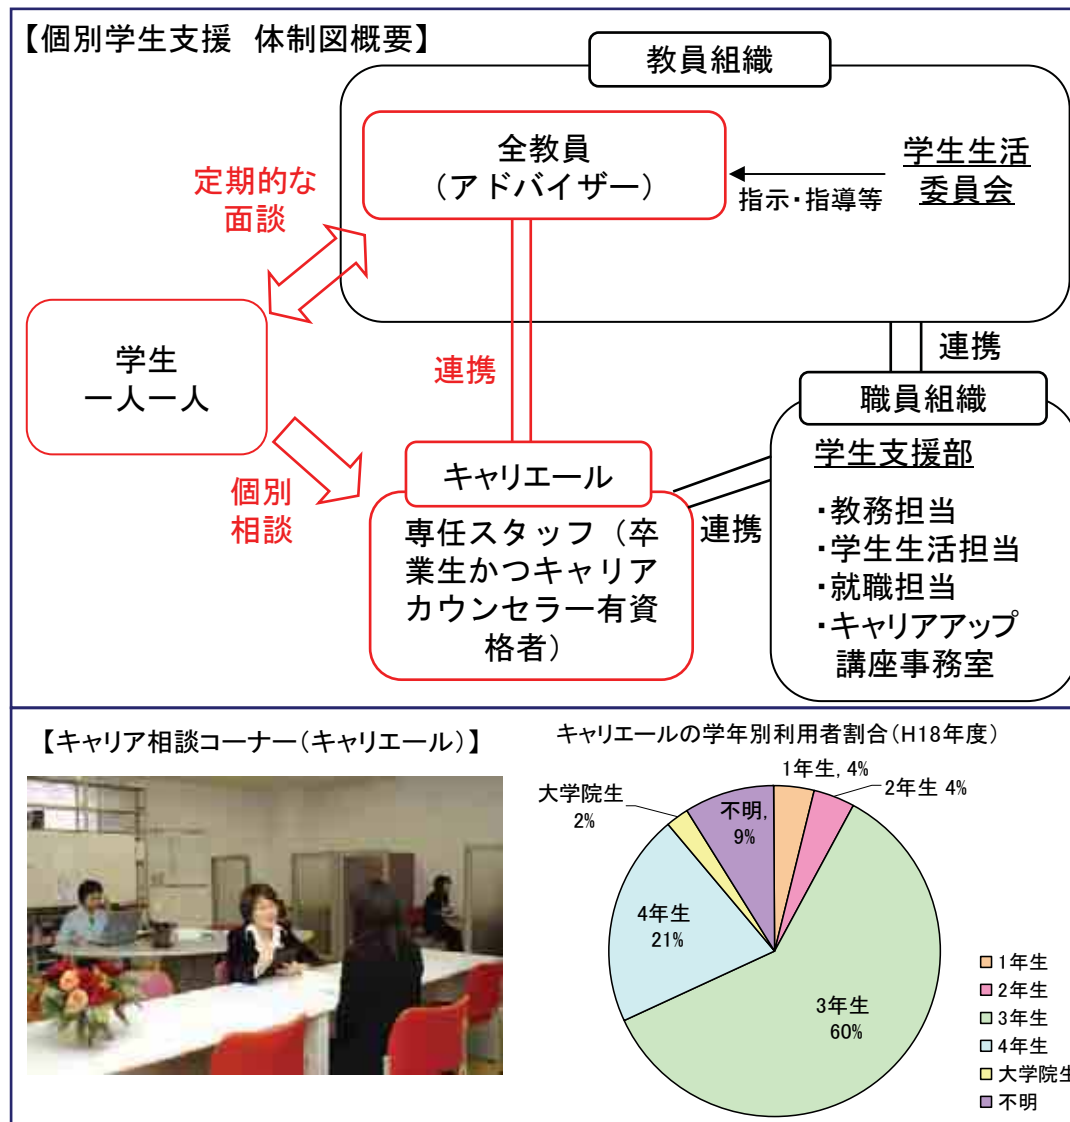 【個別学生支援　体制図概要】
教員組織
全教員
（アドバイザー）
学生生活
委員会
指示・指導等
定期的な
面談
学生
一人一人
連携
連携
職員組織
学生支援部
・教務担当
・学生生活担当
・就職担当
・キャリアアップ
講座事務室
個別
相談
キャリエール
専任スタッフ（卒
業生かつキャリア
カウンセラー有資
格者）
連携
【キャリア相談コーナー（キャリエール）】
キャリエールの学年別利用者割合（H18年度）
1年生, 4%
2年生 4%
大学院生
2%
不明,
9%
4年生
21%
3年生
60%
1年生
2年生
3年生
4年生
大学院生
不明